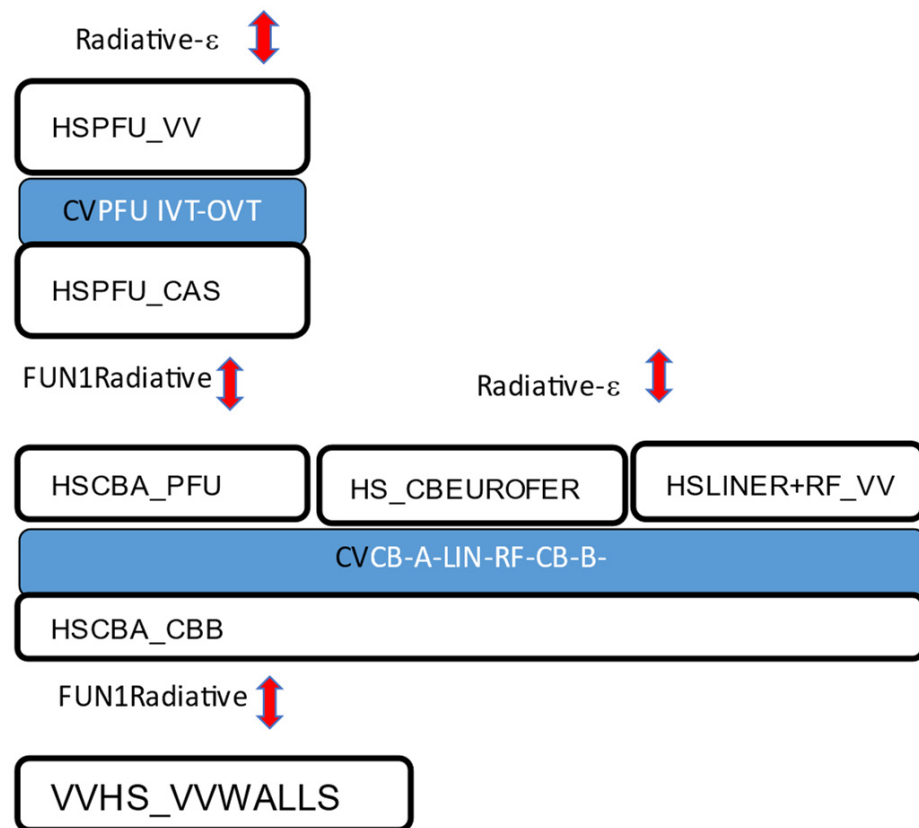 Radiative-ε
HSPFU_VV
CVPFU IVT-OVT
HSPFU_CAS
FUN1Radiative
Radiative-ε
HSCBA_PFU
HS_CBEUROFER
HSLINER+RF_VV
CVCB-A-LIN-RF-CB-B-
HSCBA_CBB
FUN1Radiative
VVHS_VVWALLS